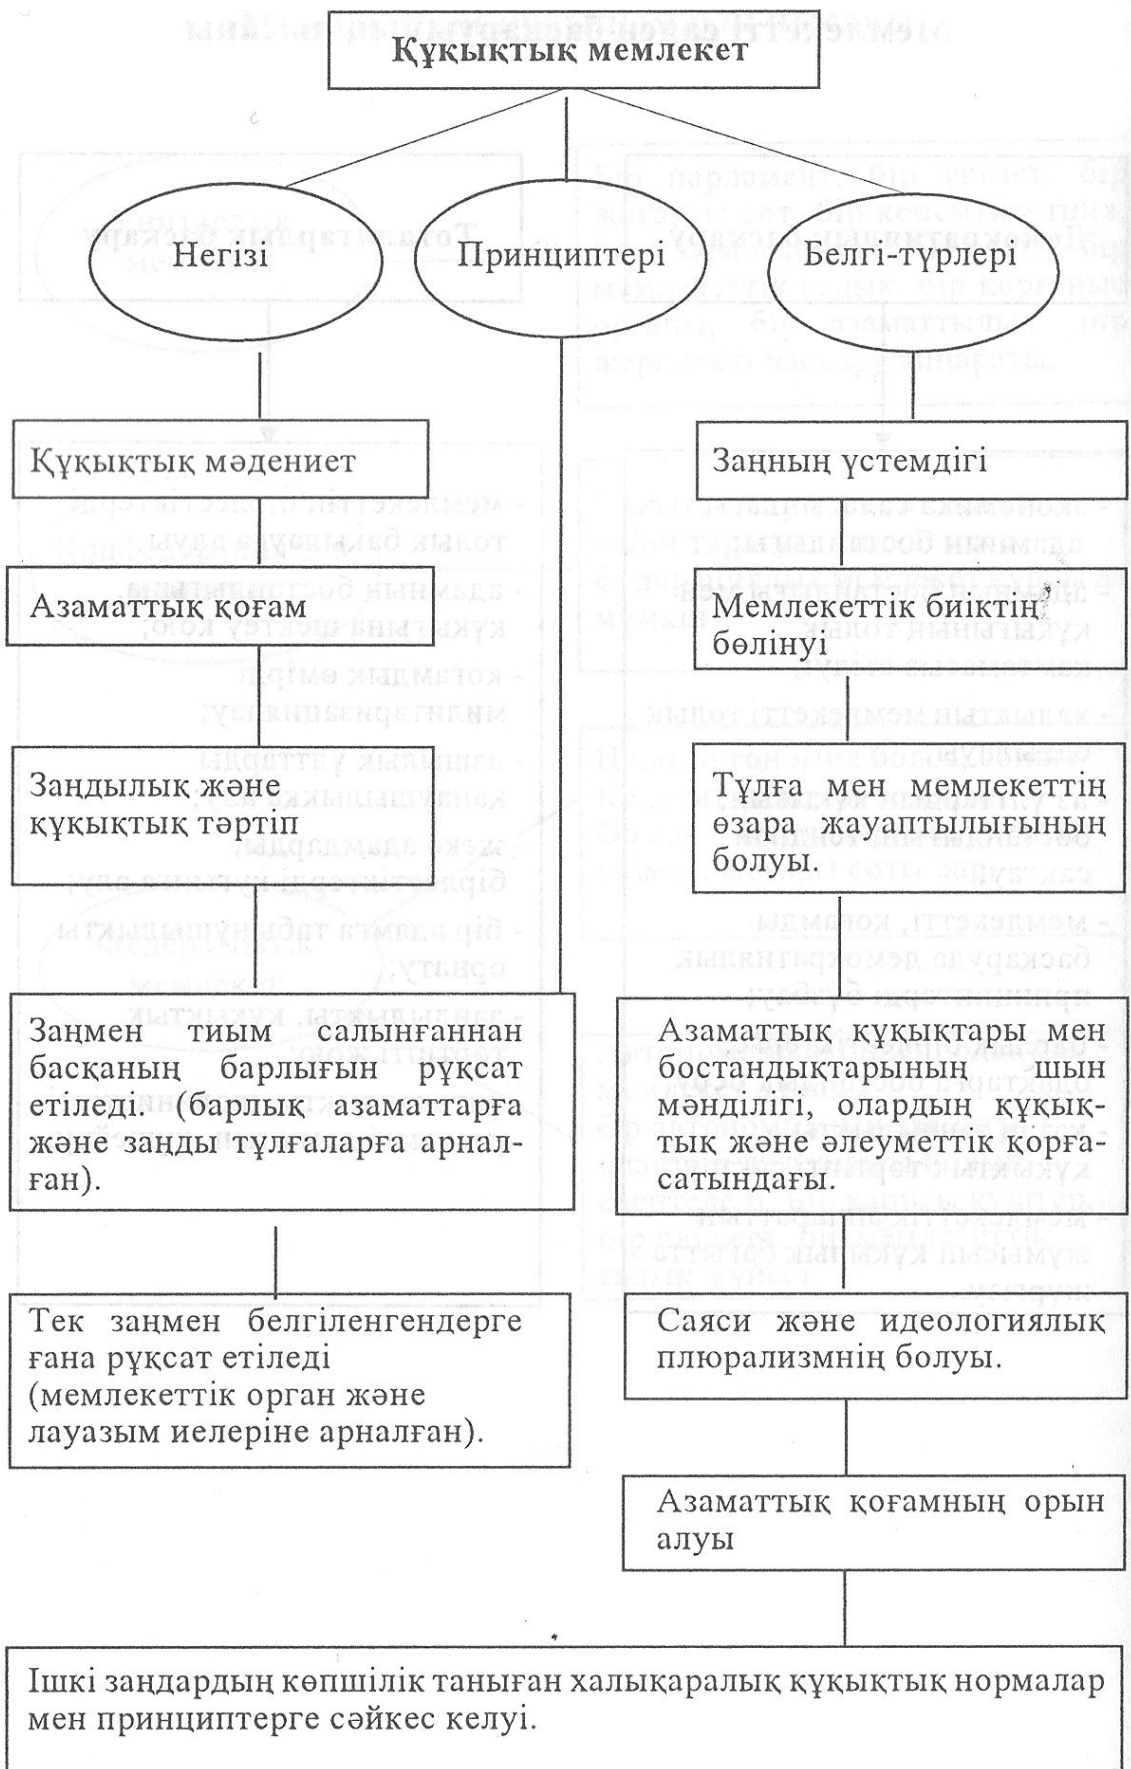 Құқықтық мемлекет
Негізі
Принциптері
Белгі-түрлері
Құқықтық мәдениет
Азаматтық қоғам
Заңдылық және
құқықтық тәртіп
Заңмен тиым салынғаннан
басқаның барлығын рұқсат
етіледі. (барлық азаматтарға
және заңды тұлғаларға арнал-
ған).
Тек заңмен белгіленгендерге
ғана рұқсат етіледі
(мемлекеттік орган және
лауазым иелеріне арналған).
Заңның үстемдігі
Мемлекеттік биіктің
бөлінуі
Тұлға мен мемлекеттің
өзара жауаптылығының
болуы.
Азаматтық құқықтары мен
бостандықтарының шын
мәнділігі, олардың құқық-
тық және әлеуметтік қорға-
сатындағы.
Саяси және идеологиялық
плюрализмнің болуы.
Азаматтық қоғамның орын
алуы
Ішкі заңдардың көпшілік таныған халықаралық құқықтық нормалар
мен принциптерге сәйкес келуі.